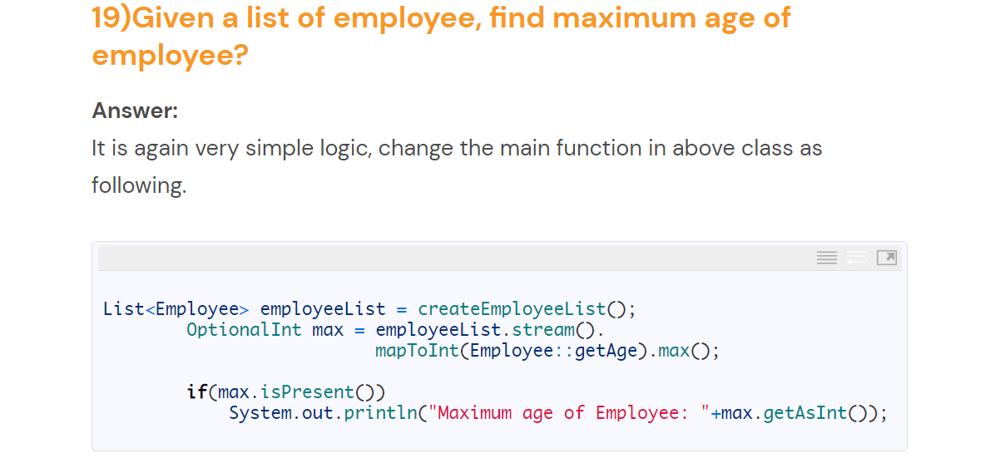 19)Given a list of employee, find maximum age of
employee?
Answer:
It is again very simple logic, change the main function in above class as
following.
List<Employee> employeeList = createEmployeeList();
        OptionalInt max = employeeList.stream().
                          mapToInt(Employee::getAge).max();
        if(max.isPresent())
            System.out.println("Maximum age of Employee: "+max.getAsInt());